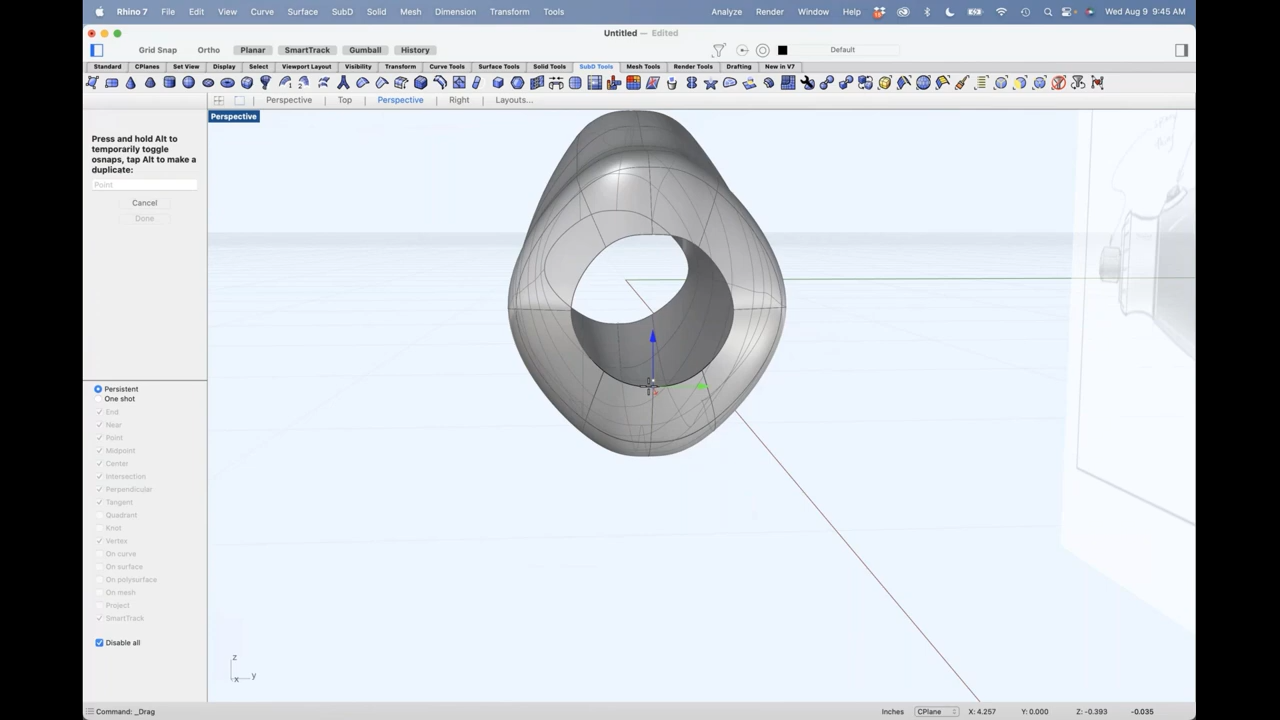 Rhino 7 File Edit View Curve Surface SubD Solid Mesh Dimension Transform Tools Analyze Render Window Help Wed Aug 9 9:45 AM
Untitled — Edited
Grid Snap Ortho Planar SmartTrack Gumball History Default
Standard CPlanes Set View Display Select Viewport Layout Visibility Transform Curve Tools Surface Tools Solid Tools SubD Tools Mesh Tools Render Tools Drafting New in V7
Perspective Top Perspective Right Layouts...
Perspective
Press and hold Alt to
temporarily toggle
osnaps, tap Alt to make a
duplicate:
Point
Cancel
Done
Persistent
One shot
End
Near
Point
Midpoint
Center
Intersection
Perpendicular
Tangent
Quadrant
Knot
Vertex
On curve
On surface
On polysurface
On mesh
Project
SmartTrack
Disable all
z
y
x
Command: _Drag Inches CPlane X: 4.257 Y: 0.000 Z: -0.393 -0.035